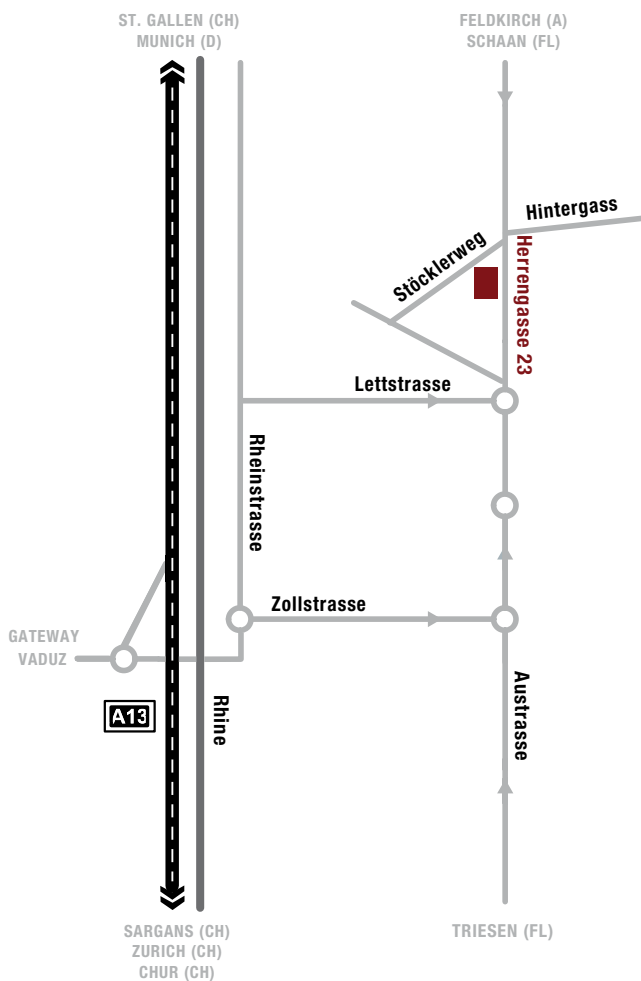 ST. GALLEN (CH)
MUNICH (D)
FELDKIRCH (A)
SCHAAN (FL)
Hintergass
Stöcklerweg
Herrengasse 23
Lettstrasse
Rheinstrasse
Zollstrasse
GATEWAY
VADUZ
A13
Rhine
Austrasse
SARGANS (CH)
ZURICH (CH)
CHUR (CH)
TRIESEN (FL)